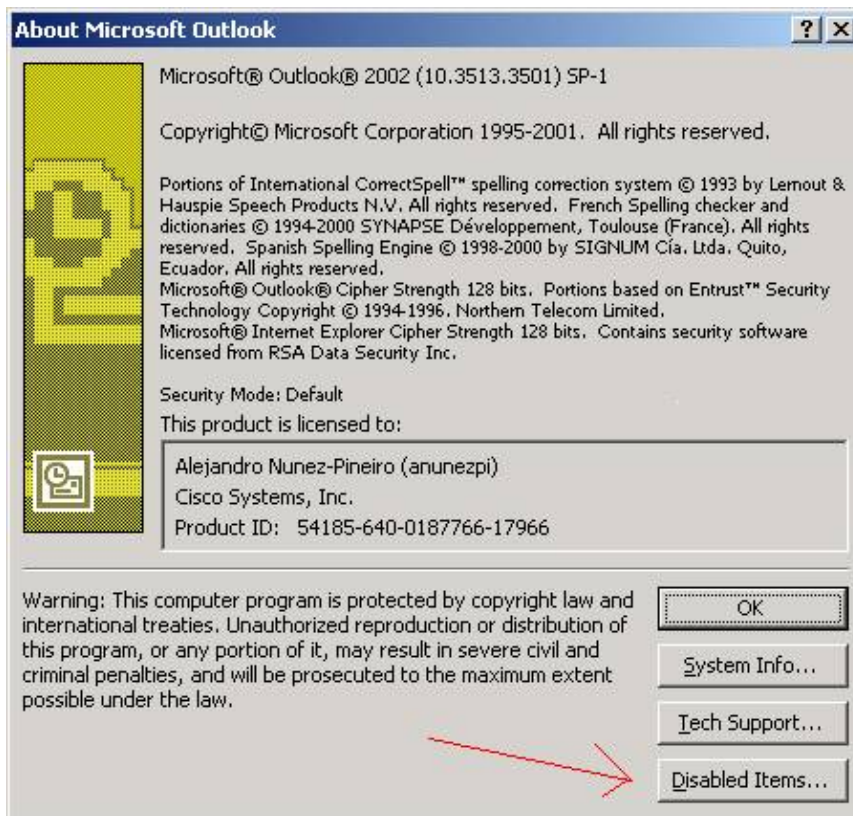 About Microsoft Outlook
Microsoft® Outlook® 2002 (10.3513.3501) SP-1
Copyright© Microsoft Corporation 1995-2001. All rights reserved.
Portions of International CorrectSpell™ spelling correction system © 1993 by Lernout &
Hauspie Speech Products N.V. All rights reserved. French Spelling checker and
dictionaries © 1994-2000 SYNAPSE Développement, Toulouse (France). All rights
reserved. Spanish Spelling Engine © 1998-2000 by SIGNUM Cía. Ltda. Quito,
Ecuador. All rights reserved.
Microsoft® Outlook® Cipher Strength 128 bits. Portions based on Entrust™ Security
Technology Copyright © 1994-1996. Northern Telecom Limited.
Microsoft® Internet Explorer Cipher Strength 128 bits. Contains security software
licensed from RSA Data Security Inc.
Security Mode: Default
This product is licensed to:
Alejandro Nunez-Pineiro (anunezpi)
Cisco Systems, Inc.
Product ID: 54185-640-0187766-17966
Warning: This computer program is protected by copyright law and
international treaties. Unauthorized reproduction or distribution of
this program, or any portion of it, may result in severe civil and
criminal penalties, and will be prosecuted to the maximum extent
possible under the law.
OK
System Info...
Tech Support...
Disabled Items...